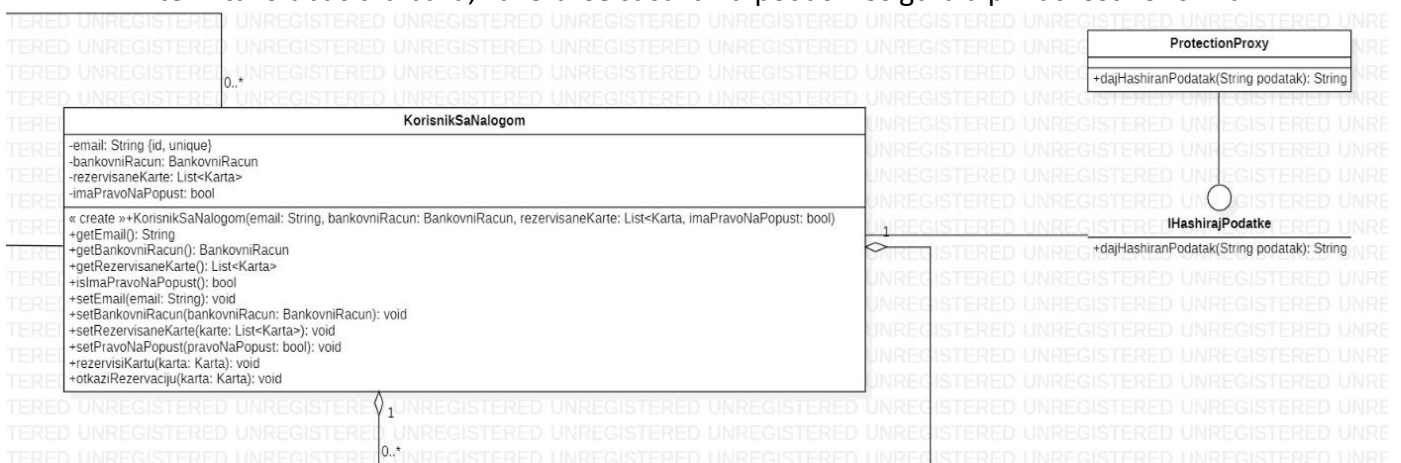 0..*
ProtectionProxy
+dajHashiranPodatak(String podatak): String
KorisnikSaNalogom
-email: String {id, unique}
-bankovniRacun: BankovniRacun
-rezervisaneKarte: List<Karta>
-imaPravoNaPopust: bool
« create »+KorisnikSaNalogom(email: String, bankovniRacun: BankovniRacun, rezervisaneKarte: List<Karta, imaPravoNaPopust: bool)
+getEmail(): String
+getBankovniRacun(): BankovniRacun
+getRezervisaneKarte(): List<Karta>
+isImaPravoNaPopust(): bool
+setEmail(email: String): void
+setBankovniRacun(bankovniRacun: BankovniRacun): void
+setRezervisaneKarte(karte: List<Karta>): void
+setPravoNaPopust(pravoNaPopust: bool): void
+rezervisiKartu(karta: Karta): void
+otkaziRezervaciju(karta: Karta): void
1
IHashirajPodatke
+dajHashiranPodatak(String podatak): String
1
0..*
UNREGISTERED